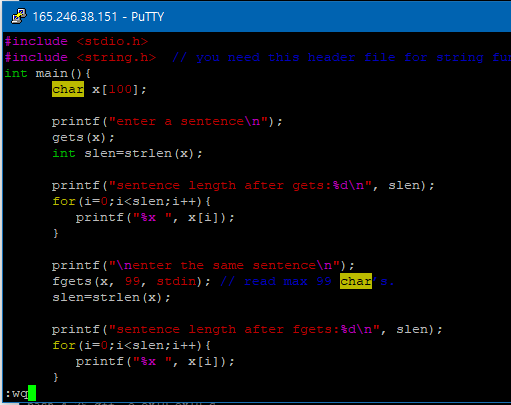 165.246.38.151 - PuTTY
#include <stdio.h>
#include <string.h>  // you need this header file for string
int main(){
      char x[100];

      printf("enter a sentence\n");
      gets(x);
      int slen=strlen(x);

      printf("sentence length after gets:%d\n", slen);
      for(i=0;i<slen;i++){
         printf("%x ", x[i]);
      }

      printf("\nenter the same sentence\n");
      fgets(x, 99, stdin); // read max 99 char's.
      slen=strlen(x);

      printf("sentence length after fgets:%d\n", slen);
      for(i=0;i<slen;i++){
         printf("%x ", x[i]);
      }
:wq